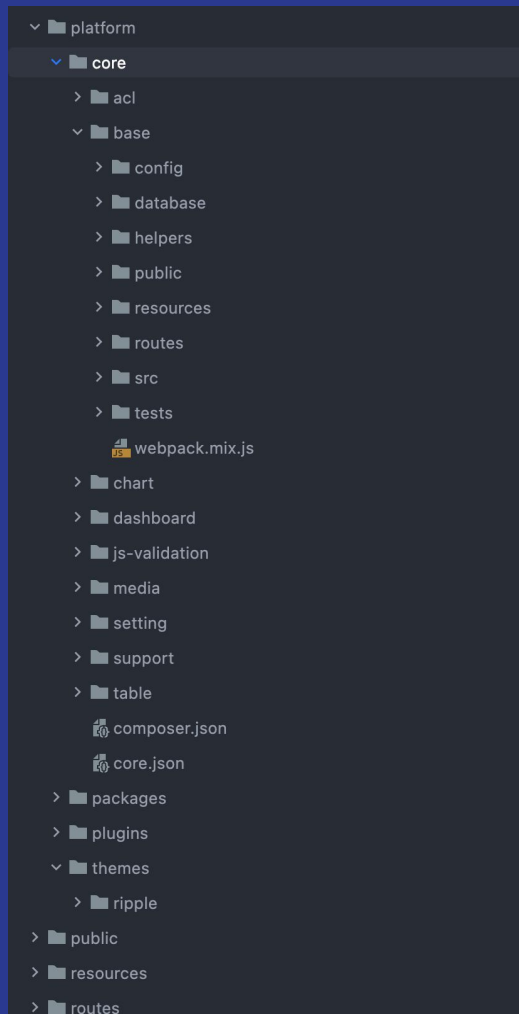 platform
core
acl
base
config
database
helpers
public
resources
routes
src
tests
JS webpack.mix.js
chart
dashboard
js-validation
media
setting
support
table
composer.json
core.json
packages
plugins
themes
ripple
public
resources
routes